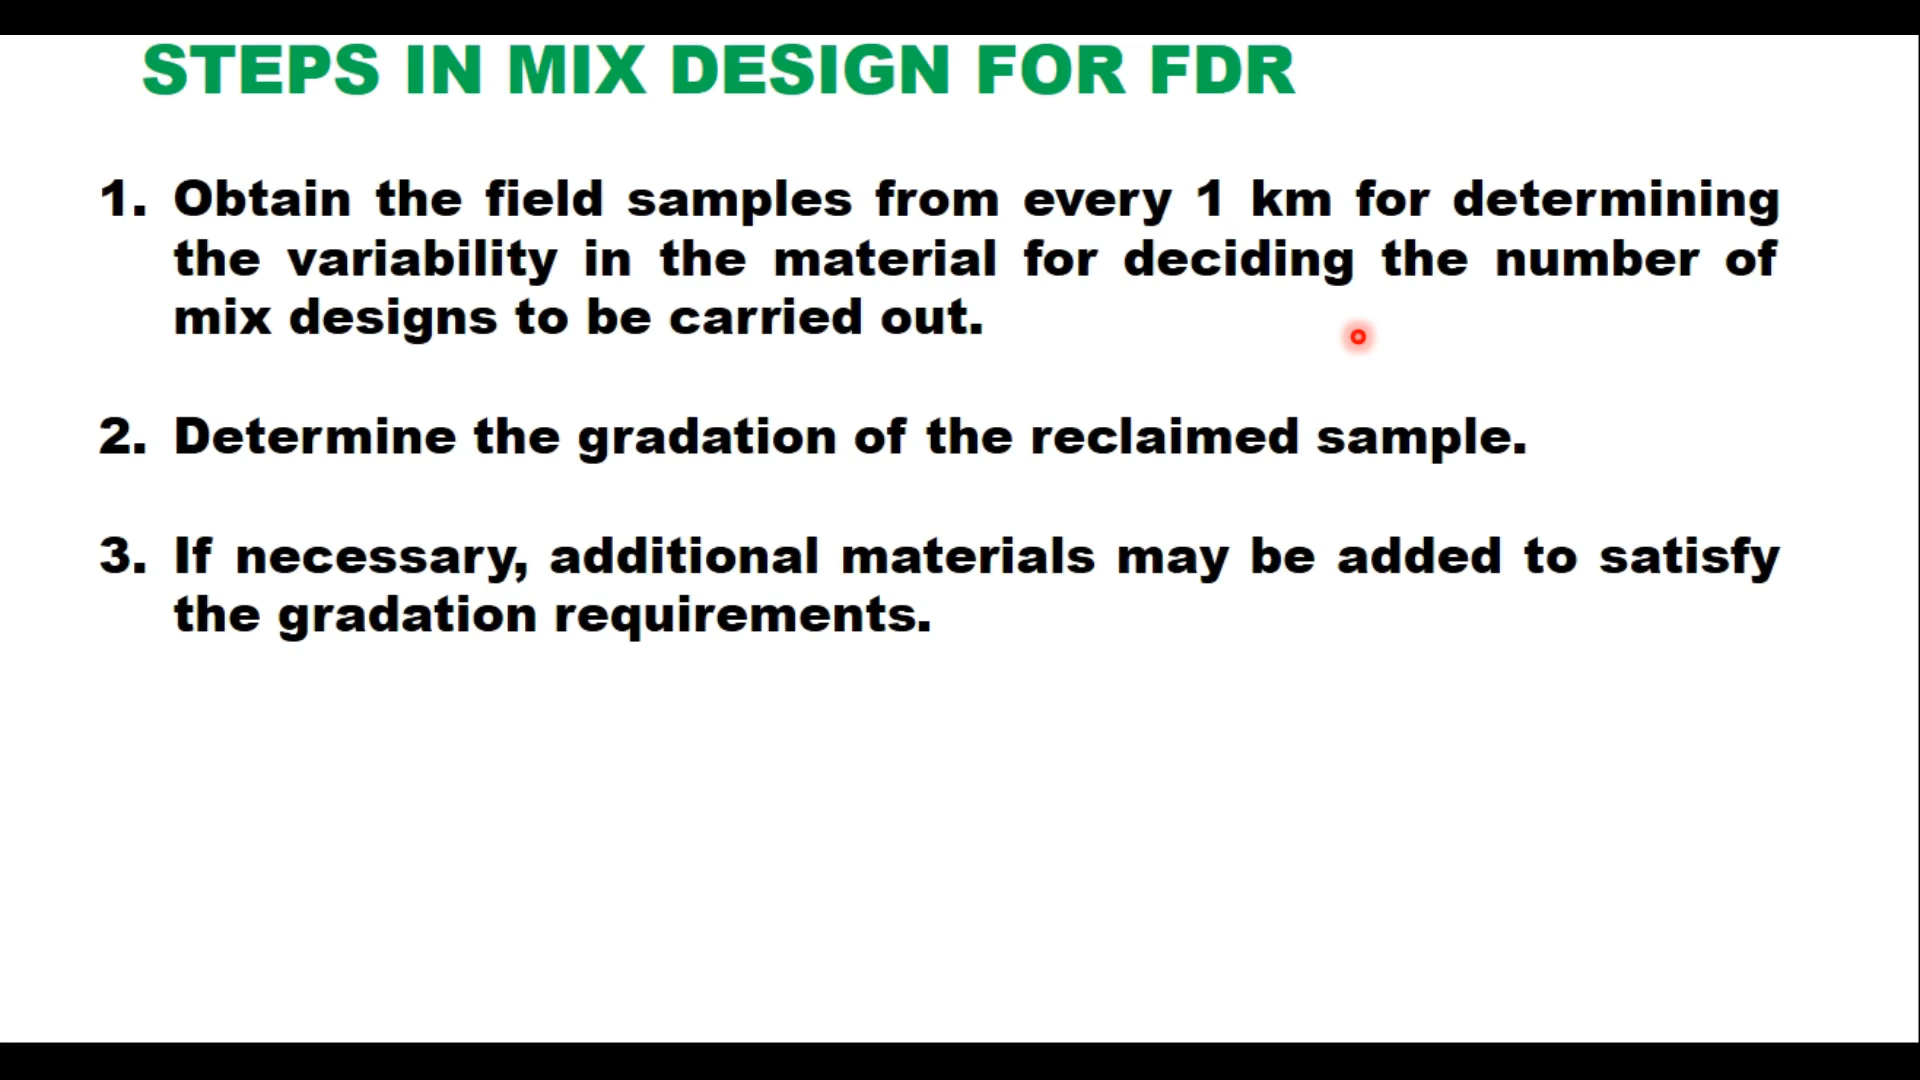 STEPS IN MIX DESIGN FOR FDR
1. Obtain the field samples from every 1 km for determining
the variability in the material for deciding the number of
mix designs to be carried out.
2. Determine the gradation of the reclaimed sample.
3. If necessary, additional materials may be added to satisfy
the gradation requirements.